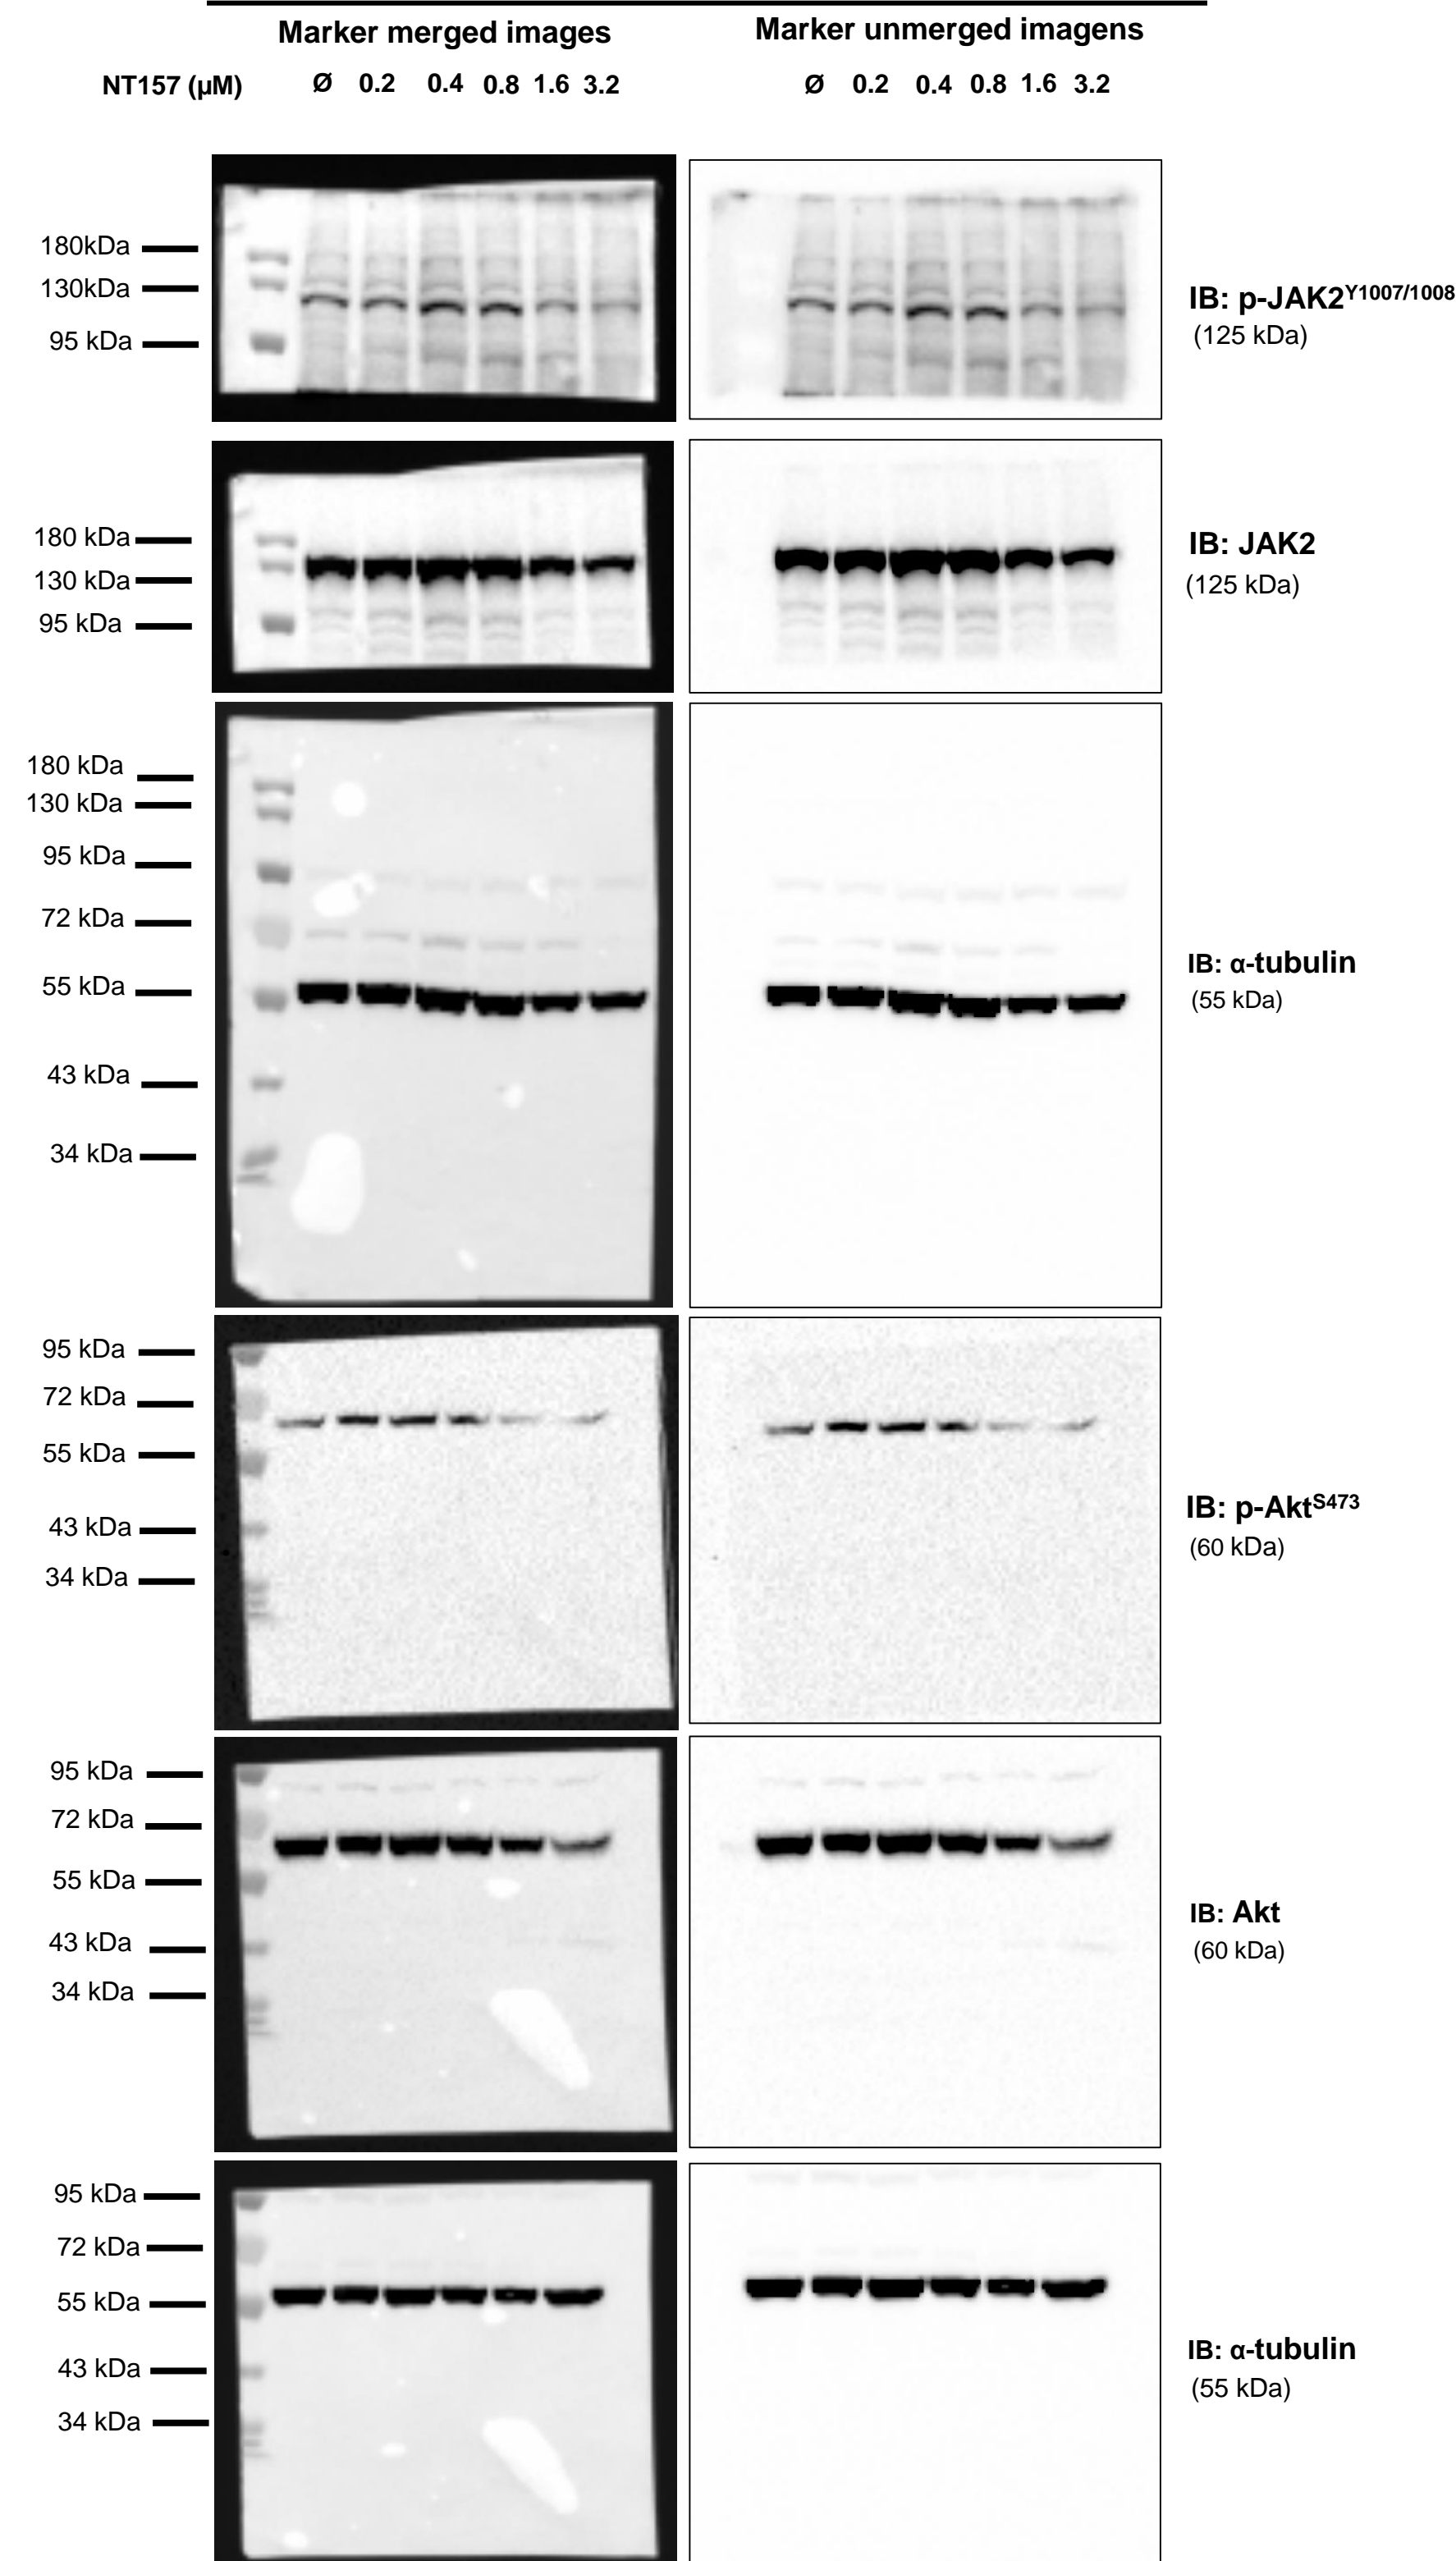 Marker merged images
Marker unmerged imagens
NT157 (µM) Ø 0.2 0.4 0.8 1.6 3.2
Ø 0.2 0.4 0.8 1.6 3.2
180kDa
130kDa
95 kDa
IB: p-JAK2Y1007/1008
(125 kDa)
180 kDa
130 kDa
95 kDa
IB: JAK2
(125 kDa)
180 kDa
130 kDa
95 kDa
72 kDa
55 kDa
43 kDa
34 kDa
IB: α-tubulin
(55 kDa)
95 kDa
72 kDa
55 kDa
43 kDa
34 kDa
IB: p-AktS473
(60 kDa)
95 kDa
72 kDa
55 kDa
43 kDa
34 kDa
IB: Akt
(60 kDa)
95 kDa
72 kDa
55 kDa
43 kDa
34 kDa
IB: α-tubulin
(55 kDa)